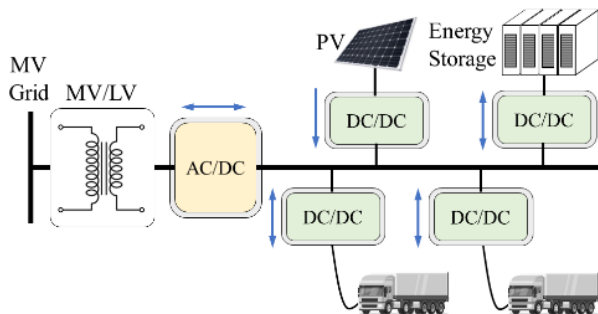 MV
Grid
MV/LV
AC/DC
PV
DC/DC
Energy
Storage
DC/DC
DC/DC
DC/DC